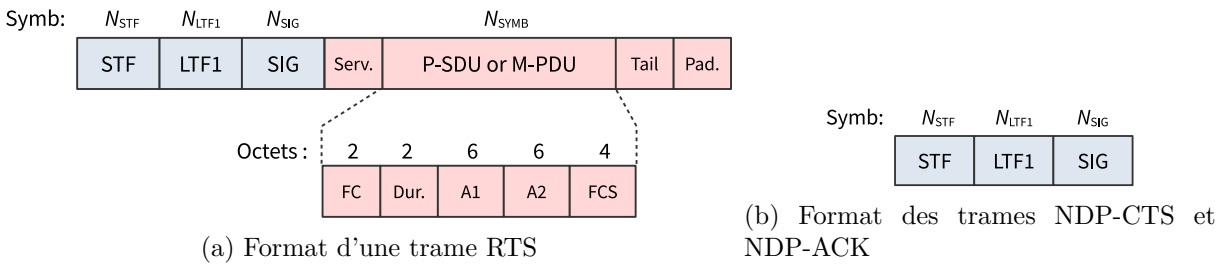 Symb: N_STF N_LTF1 N_SIG N_SYMB
STF LTF1 SIG Serv. P-SDU or M-PDU Tail Pad.
Octets : 2 2 6 6 4
FC Dur. A1 A2 FCS
(a) Format d'une trame RTS
Symb: N_STF N_LTF1 N_SIG
STF LTF1 SIG
(b) Format des trames NDP-CTS et
NDP-ACK